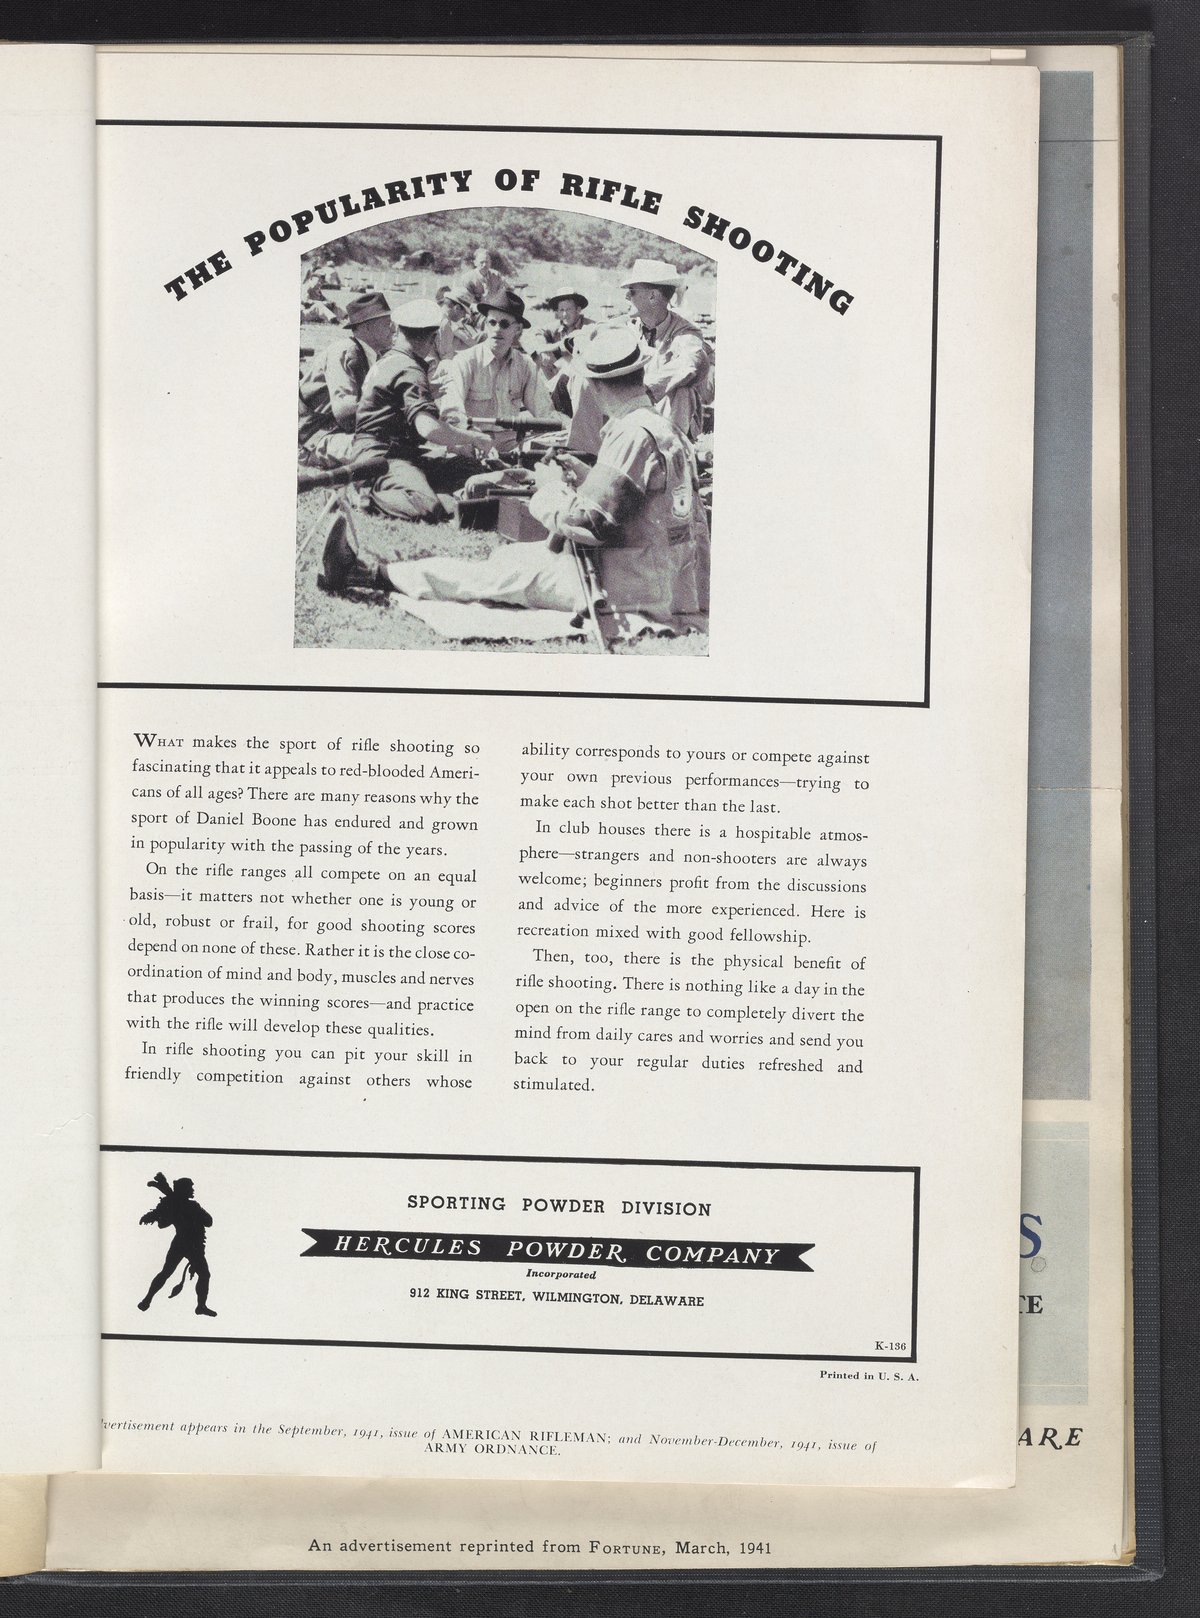 THE POPULARITY OF RIFLE SHOOTING
WHAT makes the sport of rifle shooting so
fascinating that it appeals to red-blooded Ameri-
cans of all ages? There are many reasons why the
sport of Daniel Boone has endured and grown
in popularity with the passing of the years.
On the rifle ranges all compete on an equal
basis—it matters not whether one is young or
old, robust or frail, for good shooting scores
depend on none of these. Rather it is the close co-
ordination of mind and body, muscles and nerves
that produces the winning scores—and practice
with the rifle will develop these qualities.
In rifle shooting you can pit your skill in
friendly competition against others whose
ability corresponds to yours or compete against
your own previous performances—trying to
make each shot better than the last.
In club houses there is a hospitable atmos-
phere—strangers and non-shooters are always
welcome; beginners profit from the discussions
and advice of the more experienced. Here is
recreation mixed with good fellowship.
Then, too, there is the physical benefit of
rifle shooting. There is nothing like a day in the
open on the rifle range to completely divert the
mind from daily cares and worries and send you
back to your regular duties refreshed and
stimulated.
SPORTING POWDER DIVISION
HERCULES POWDER COMPANY
Incorporated
912 KING STREET, WILMINGTON, DELAWARE
K-136
Printed in U. S. A.
vertisement appears in the September, 1941, issue of AMERICAN RIFLEMAN; and November-December, 1941, issue of
ARMY ORDNANCE.
S
TE
ARE
An advertisement reprinted from FORTUNE, March, 1941